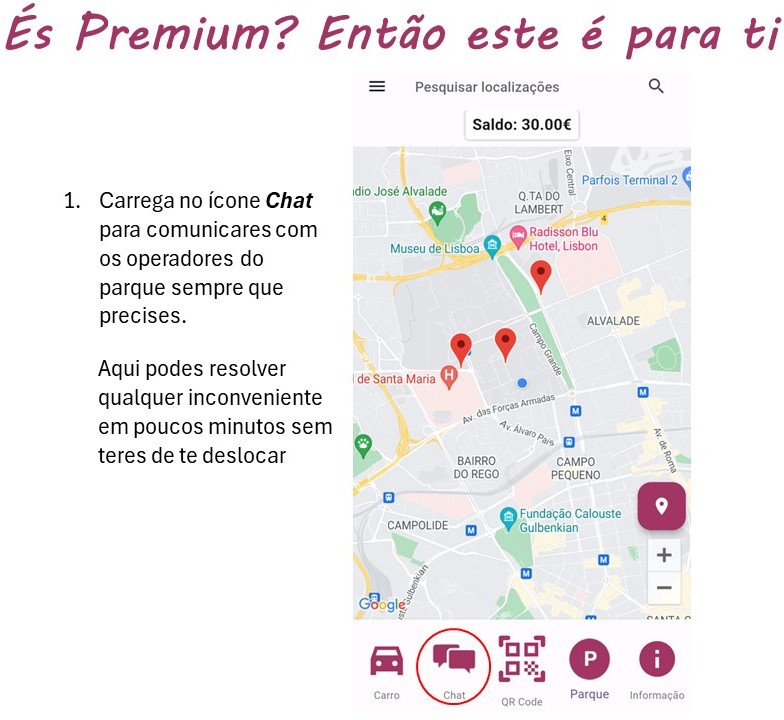 És Premium? Então este é para ti
Pesquisar localizações
Saldo: 30.00€
1. Carrega no ícone Chat
para comunicares com
os operadores do
parque sempre que
precises.
Aqui podes resolver
qualquer inconveniente
em poucos minutos sem
teres de te deslocar
Eixo Central
Parfois Terminal 2
dio José Alvalade
Q.TA DO
LAMBERT
4
Radisson Blu
Hotel, Lisbon
Museu de Lisboa
ALVALADE
Campo Grande
l de Santa Maria
H
Av. das Forças Armadas
M
Av. Álvaro Pais
M
Av. de Roma
BAIRRO
DO REGO
CAMPO
PEQUENO
Fundação Calouste
Gulbenkian
CAMPOLIDE
M
M
M
+
−
Gulbenkian
Google
SANTA C
P
i
Carro
Chat
QR Code
Parque
Informação